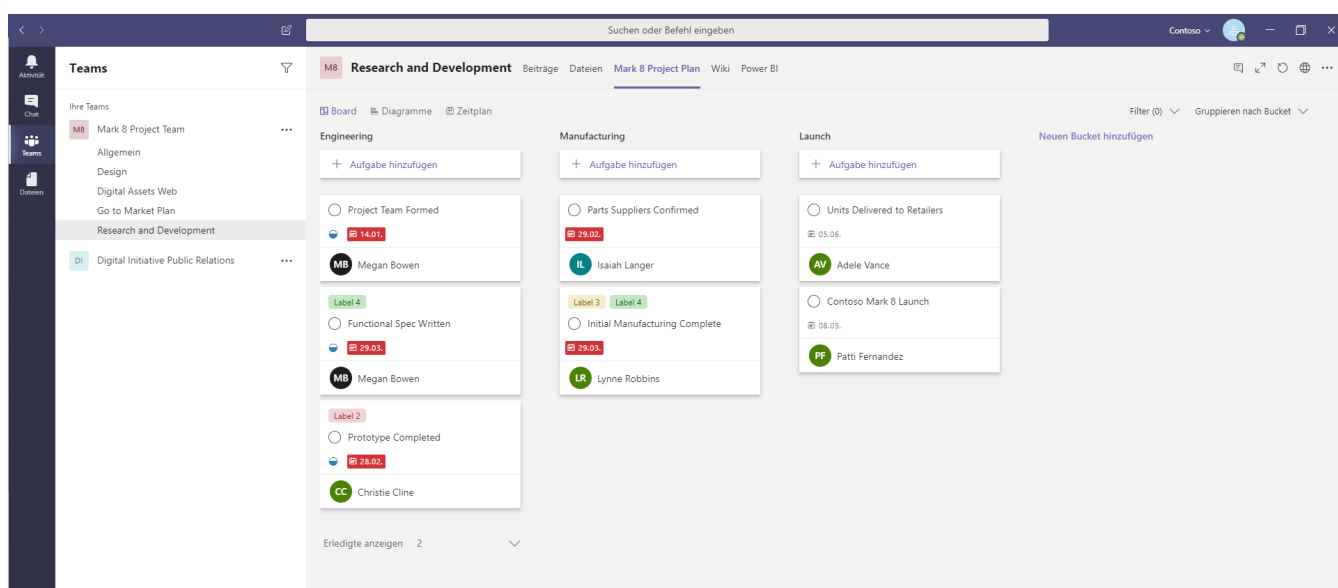 Suchen oder Befehl eingeben
Contoso
Aktivität
Chat
Teams
Dateien
Teams
Ihre Teams
M8 Mark 8 Project Team
Allgemein
Design
Digital Assets Web
Go to Market Plan
Research and Development
DI Digital Initiative Public Relations
M8 Research and Development Beiträge Dateien Mark 8 Project Plan Wiki Power BI
Board Diagramme Zeitplan
Filter (0) Gruppieren nach Bucket
Engineering
+ Aufgabe hinzufügen
Project Team Formed
14.01.
MB Megan Bowen
Label 4
Functional Spec Written
29.03.
MB Megan Bowen
Label 2
Prototype Completed
28.02.
CC Christie Cline
Erledigte anzeigen 2
Manufacturing
+ Aufgabe hinzufügen
Parts Suppliers Confirmed
29.02.
IL Isaiah Langer
Label 3 Label 4
Initial Manufacturing Complete
29.03.
LR Lynne Robbins
Launch
+ Aufgabe hinzufügen
Units Delivered to Retailers
05.06.
AV Adele Vance
Contoso Mark 8 Launch
08.05.
PF Patti Fernandez
Neuen Bucket hinzufügen